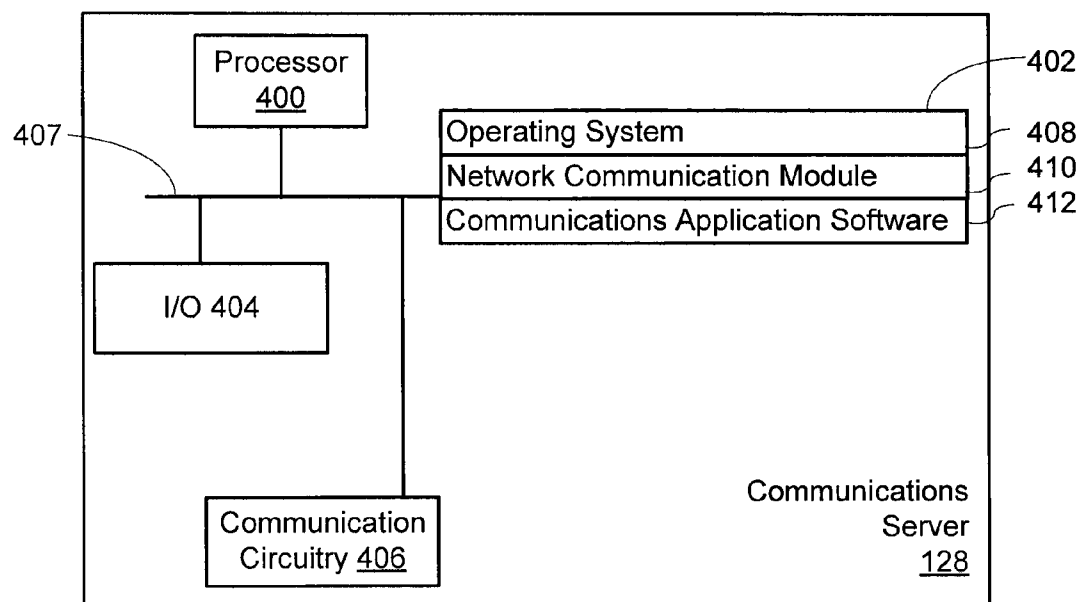 Processor
400
402
407
Operating System
408
Network Communication Module
410
Communications Application Software
412
I/O 404
Communication
Circuitry 406
Communications
Server
128